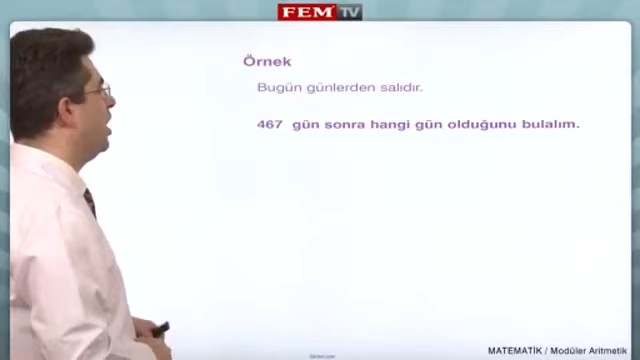 FEM TV
Örnek
Bugün günlerden salıdır.
467 gün sonra hangi gün olduğunu bulalım.
MATEMATİK / Modüler Aritmetik